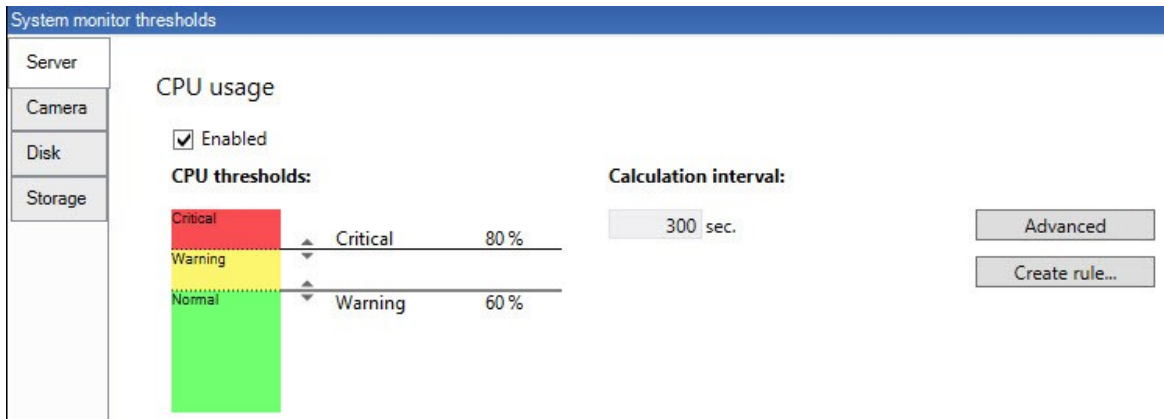 System monitor thresholds
Server
Camera
Disk
Storage
CPU usage
Enabled
CPU thresholds:
Critical
Warning
Normal
Critical 80 %
Warning 60 %
Calculation interval:
300 sec.
Advanced
Create rule...